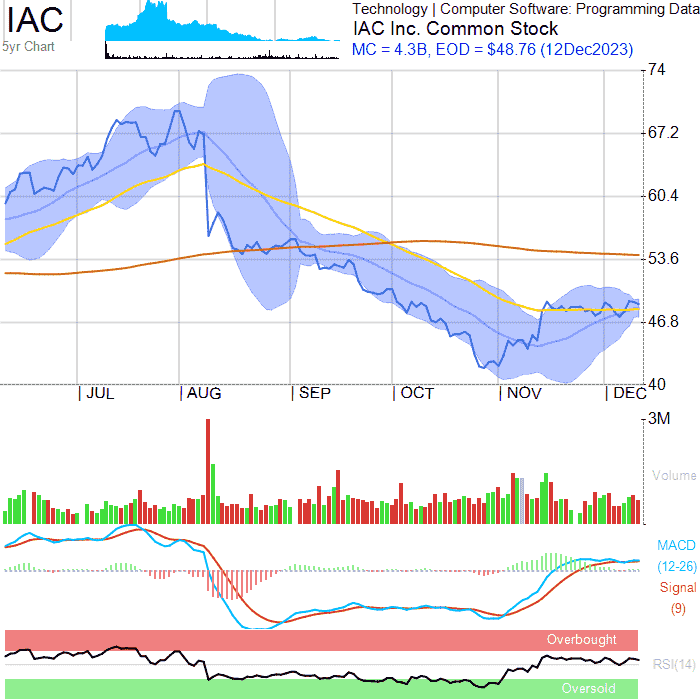 IAC
5yr Chart
Technology | Computer Software: Programming Data
IAC Inc. Common Stock
MC = 4.3B, EOD = $48.76 (12Dec2023)
74
67.2
60.4
53.6
46.8
40
| JUL | AUG | SEP | OCT | NOV | DEC
3M
Volume
MACD
(12-26)
Signal
(9)
Overbought
RSI(14)
Oversold